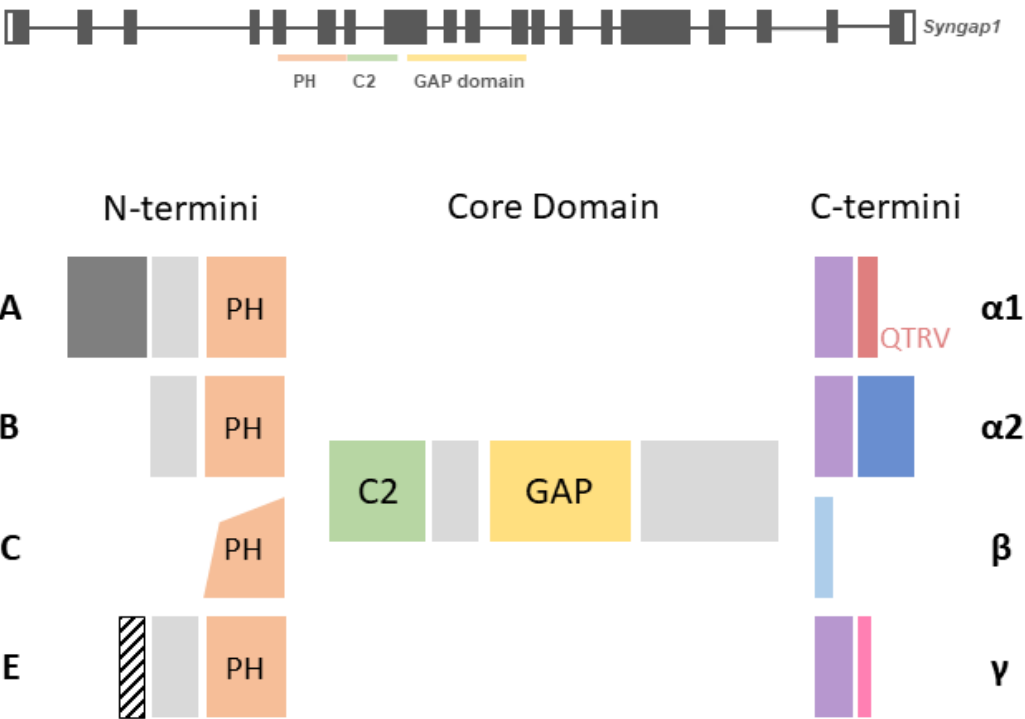 Syngap1
PH C2 GAP domain
N-termini Core Domain C-termini
A PH α1
QTRV
B PH α2
C2 GAP
C PH β
E PH γ